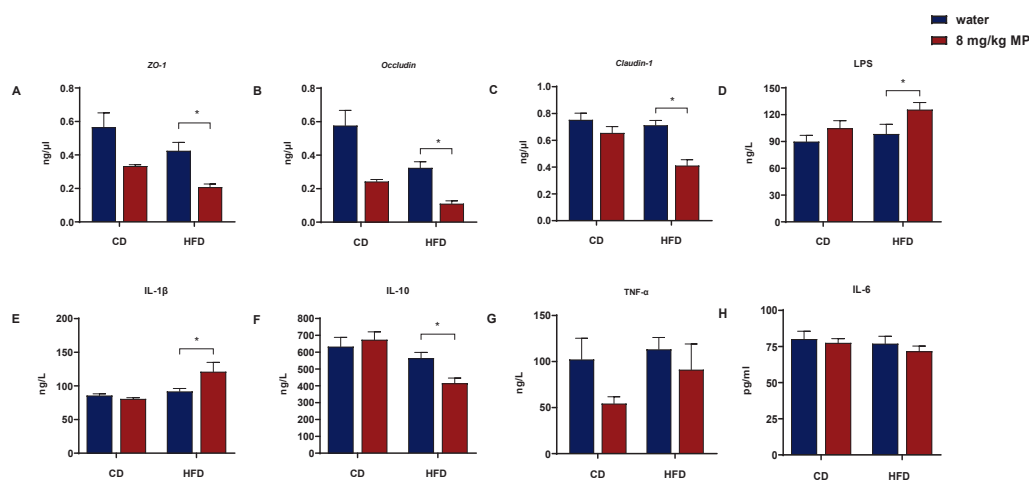 water
8 mg/kg MP
A
ZO-1
ng/µl
0.8
0.6
0.4
0.2
0.0
*
CD HFD
B
Occludin
ng/µl
0.8
0.6
0.4
0.2
0.0
*
CD HFD
C
Claudin-1
ng/µl
1.0
0.8
0.6
0.4
0.2
0.0
*
CD HFD
D
LPS
ng/L
150
120
90
60
30
0
*
CD HFD
E
IL-1β
ng/L
200
150
100
50
0
*
CD HFD
F
IL-10
ng/L
800
700
600
500
400
300
200
100
0
*
CD HFD
G
TNF-α
ng/L
150
100
50
0
CD HFD
H
IL-6
pg/ml
100
75
50
25
0
CD HFD